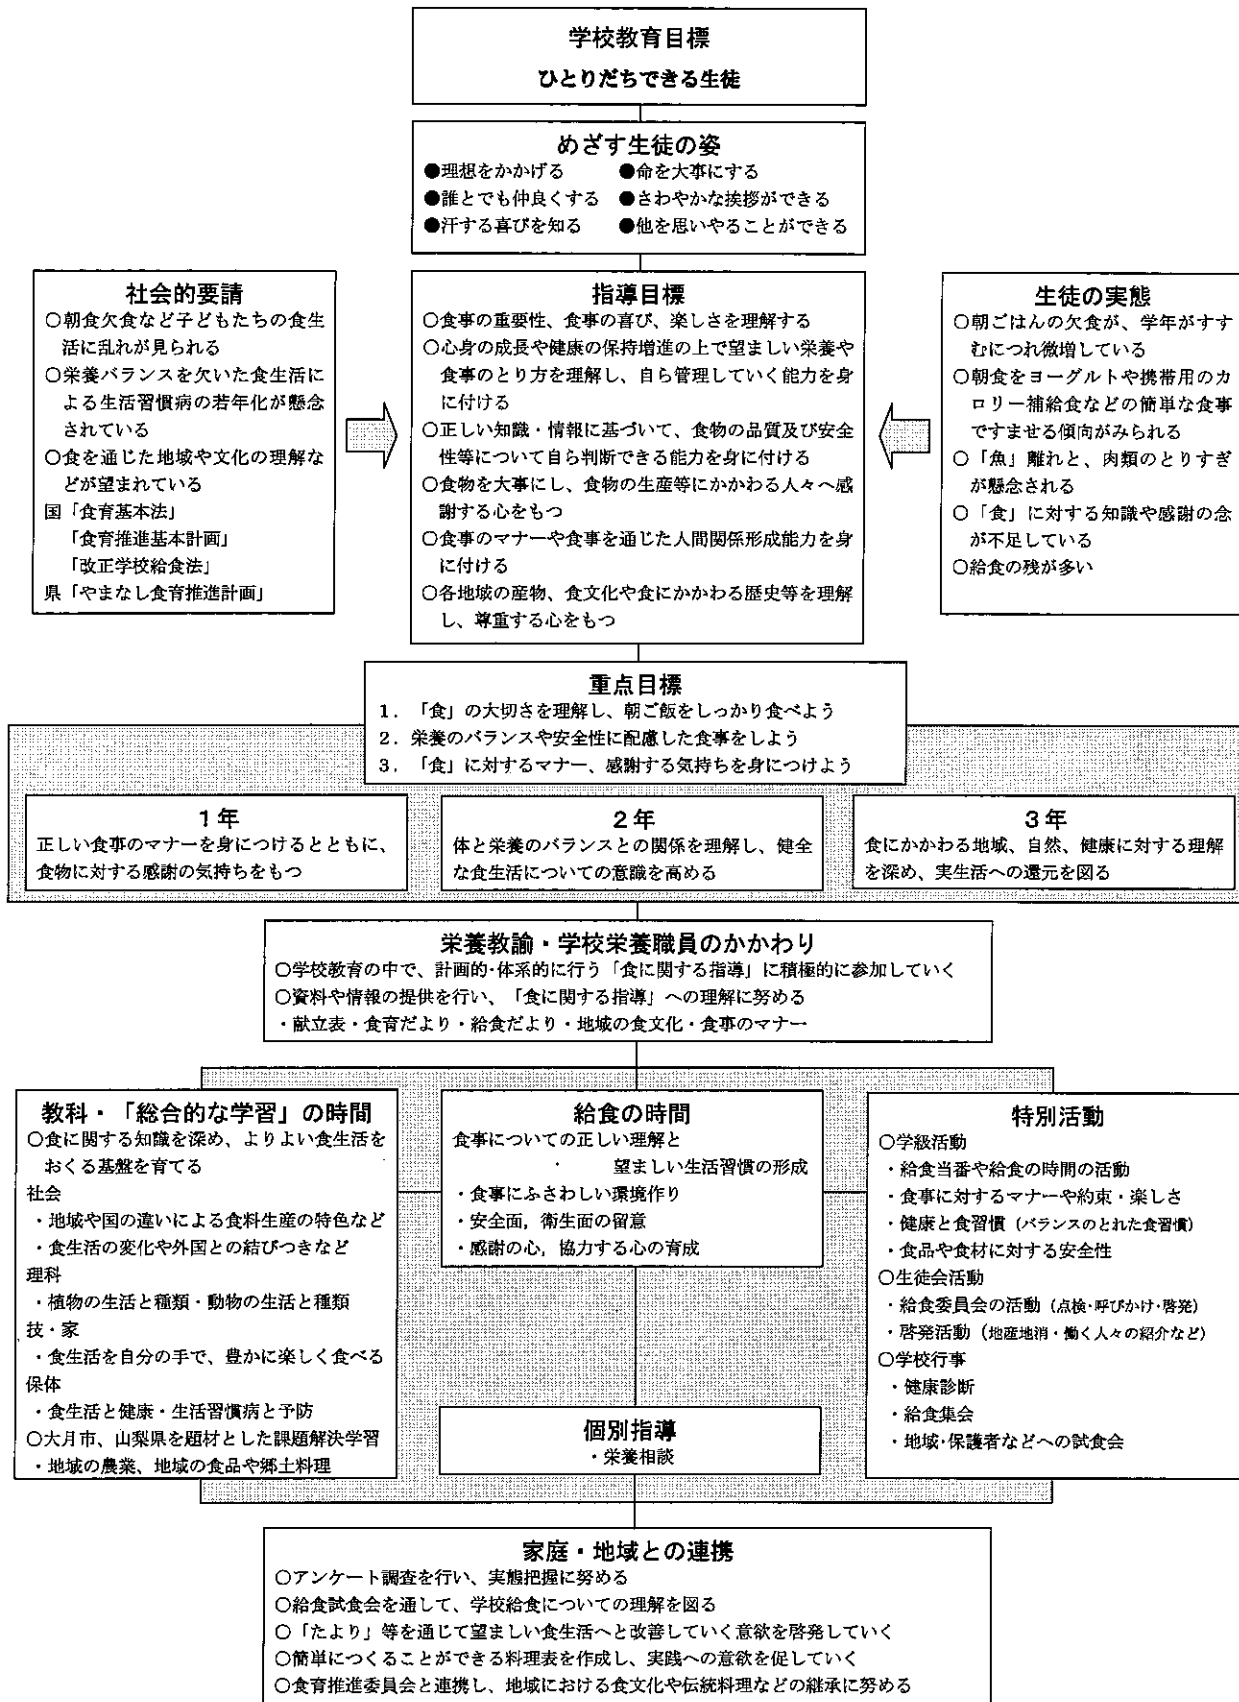 学校教育目標
ひとりだちできる生徒
めざす生徒の姿
●理想をかかげる ●命を大事にする
●誰とでも仲良くする ●さわやかな挨拶ができる
●汗する喜びを知る ●他を思いやることができる
社会的要請
〇朝食欠食など子どもたちの食生
活に乱れが見られる
〇栄養バランスを欠いた食生活に
よる生活習慣病の若年化が懸念
されている
〇食を通じた地域や文化の理解な
どが望まれている
国「食育基本法」
「食育推進基本計画」
「改正学校給食法」
県「やまなし食育推進計画」
指導目標
〇食事の重要性、食事の喜び、楽しさを理解する
〇心身の成長や健康の保持増進の上で望ましい栄養や
食事のとり方を理解し、自ら管理していく能力を身
に付ける
〇正しい知識・情報に基づいて、食物の品質及び安全
性等について自ら判断できる能力を身に付ける
〇食物を大事にし、食物の生産等にかかわる人々へ感
謝する心をもつ
〇食事のマナーや食事を通じた人間関係形成能力を身
に付ける
〇各地域の産物、食文化や食にかかわる歴史等を理解
し、尊重する心をもつ
生徒の実態
〇朝ごはんの欠食が、学年がすす
むにつれ微増している
〇朝食をヨーグルトや携帯用のカ
ロリー補給食などの簡単な食事
ですませる傾向がみられる
〇「魚」離れと、肉類のとりすぎ
が懸念される
〇「食」に対する知識や感謝の念
が不足している
〇給食の残が多い
重点目標
1．「食」の大切さを理解し、朝ご飯をしっかり食べよう
2．栄養のバランスや安全性に配慮した食事をしよう
3．「食」に対するマナー、感謝する気持ちを身につけよう
1年
正しい食事のマナーを身につけるとともに、
食物に対する感謝の気持ちをもつ
2年
体と栄養のバランスとの関係を理解し、健全
な食生活についての意識を高める
3年
食にかかわる地域、自然、健康に対する理解
を深め、実生活への還元を図る
栄養教諭・学校栄養職員のかかわり
〇学校教育の中で、計画的・体系的に行う「食に関する指導」に積極的に参加していく
〇資料や情報の提供を行い、「食に関する指導」への理解に努める
・献立表・食育だより・給食だより・地域の食文化・食事のマナー
教科・「総合的な学習」の時間
〇食に関する知識を深め、よりよい食生活を
おくる基盤を育てる
社会
・地域や国の違いによる食料生産の特色など
・食生活の変化や外国との結びつきなど
理科
・植物の生活と種類・動物の生活と種類
技・家
・食生活を自分の手で、豊かに楽しく食べる
保体
・食生活と健康・生活習慣病と予防
〇大月市、山梨県を題材とした課題解決学習
・地域の農業、地域の食品や郷土料理
給食の時間
食事についての正しい理解と
・ 望ましい生活習慣の形成
・食事にふさわしい環境作り
・安全面，衛生面の留意
・感謝の心，協力する心の育成
個別指導
・栄養相談
特別活動
〇学級活動
・給食当番や給食の時間の活動
・食事に対するマナーや約束・楽しさ
・健康と食習慣（バランスのとれた食習慣）
・食品や食材に対する安全性
〇生徒会活動
・給食委員会の活動（点検・呼びかけ・啓発）
・啓発活動（地産地消・働く人々の紹介など）
〇学校行事
・健康診断
・給食集会
・地域・保護者などへの試食会
家庭・地域との連携
〇アンケート調査を行い、実態把握に努める
〇給食試食会を通して、学校給食についての理解を図る
〇「たより」等を通じて望ましい食生活へと改善していく意欲を啓発していく
〇簡単につくることができる料理表を作成し、実践への意欲を促していく
〇食育推進委員会と連携し、地域における食文化や伝統料理などの継承に努める